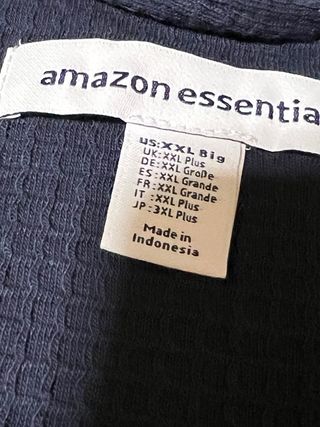 amazon essentia
US:XXL Big
UK:XXL Plus
DE:XXL Große
ES:XXL Grande
FR:XXL Grande
IT :XXL Plus
JP:3XL Plus
Made in
Indonesia